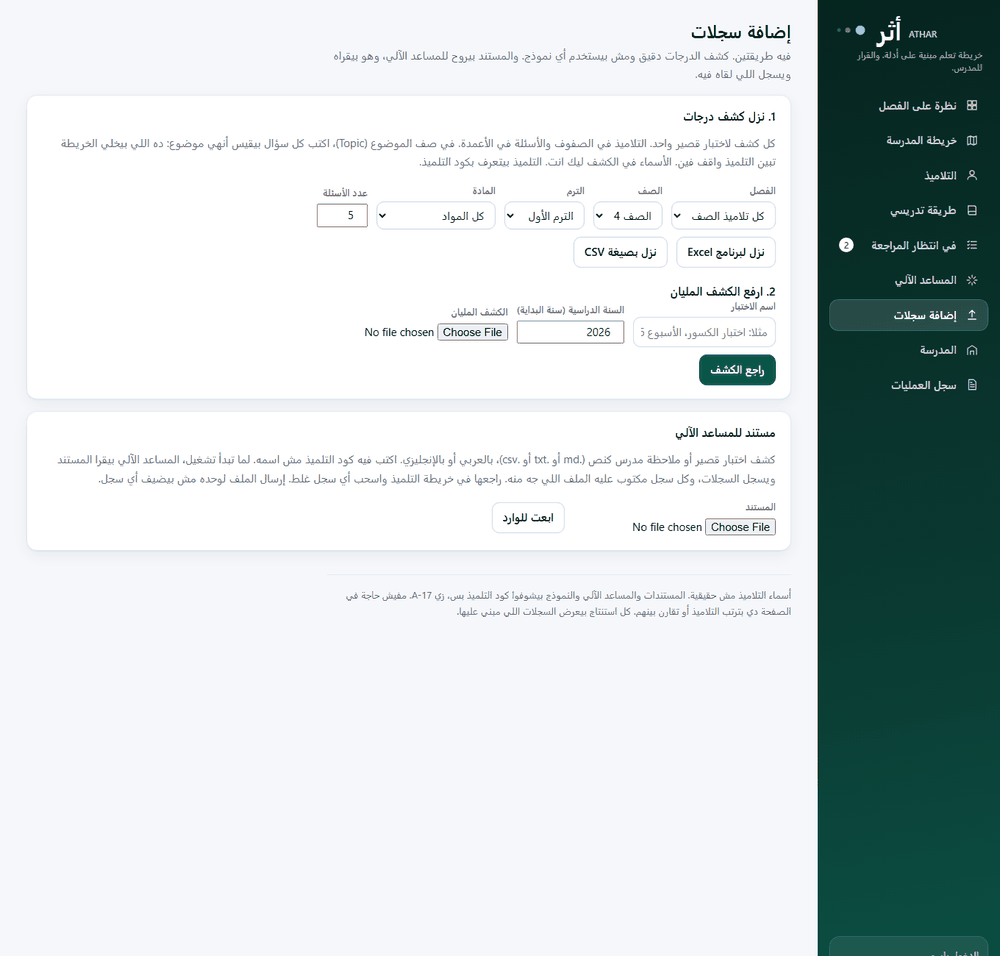 أثر ATHAR
خريطة تعلم مبنية على أدلة، والقرار
للمدرس.
نظرة على الفصل
خريطة المدرسة
التلاميذ
طريقة تدريسي
في انتظار المراجعة 2
المساعد الآلي
إضافة سجلات
المدرسة
سجل العمليات
إضافة سجلات
فيه طريقتين. كشف الدرجات دقيق ومش بيستخدم أي نموذج. والمستند بيروح للمساعد الآلي، وهو بيقراه
ويسجل اللي لقاه فيه.
1. نزل كشف درجات
كل كشف لاختبار قصير واحد. التلاميذ في الصفوف والأسئلة في الأعمدة. في صف الموضوع (Topic)، اكتب كل سؤال بيقيس أنهي موضوع: ده اللي بيخلي الخريطة
تبين التلميذ واقف فين. الأسماء في الكشف ليك انت. التلميذ بيتعرف بكود التلميذ.
الفصل الصف الترم المادة عدد الأسئلة
كل تلاميذ الصف الصف 4 الترم الأول كل المواد 5
نزل لبرنامج Excel نزل بصيغة CSV
2. ارفع الكشف المليان
اسم الاختبار السنة الدراسية (سنة البداية) الكشف المليان
مثلا: اختبار الكسور، الأسبوع 5 2026 Choose File No file chosen
راجع الكشف
مستند للمساعد الآلي
كشف اختبار قصير أو ملاحظة مدرس كنص (.md أو .txt أو .csv)، بالعربي أو بالإنجليزي. اكتب فيه كود التلميذ مش اسمه. لما تبدأ تشغيل، المساعد الآلي بيقرا المستند
ويسجل السجلات، وكل سجل مكتوب عليه الملف اللي جه منه. راجعها في خريطة التلميذ واسحب أي سجل غلط. إرسال الملف لوحده مش بيضيف أي سجل.
المستند
Choose File No file chosen ابعت للوارد
أسماء التلاميذ مش حقيقية. المستندات والمساعد الآلي والنموذج بيشوفوا كود التلميذ بس، زي A-17. مفيش حاجة في
الصفحة دي بترتب التلاميذ أو تقارن بينهم. كل استنتاج بيعرض السجلات اللي مبني عليها.